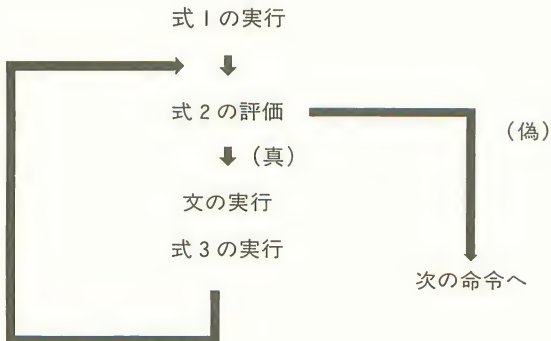 式1の実行
式2の評価
(偽)
(真)
文の実行
式3の実行
次の命令へ